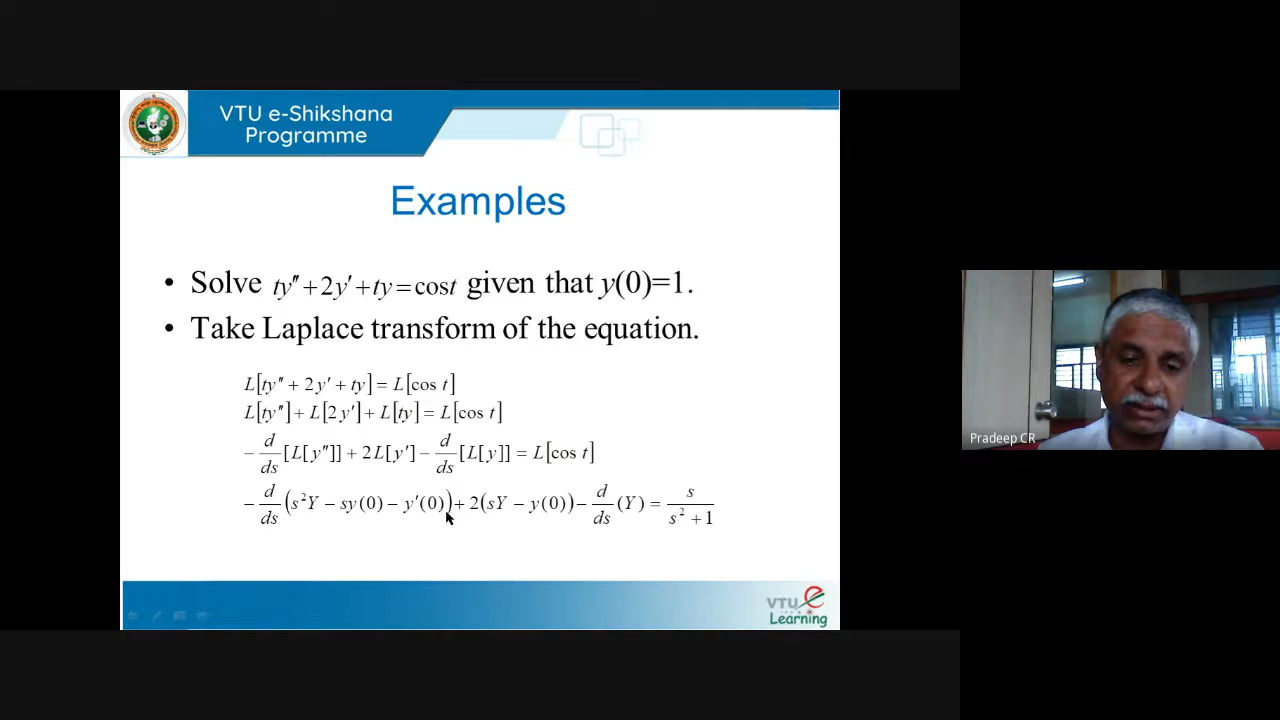 VTU e-Shikshana
Programme
Examples
• Solve ty″ + 2y′ + ty = cost given that y(0)=1.
• Take Laplace transform of the equation.
L[ty″ + 2y′ + ty] = L[cos t]
L[ty″] + L[2y′] + L[ty] = L[cos t]
− d/ds [L[y″]] + 2L[y′] − d/ds [L[y]] = L[cos t]
− d/ds (s²Y − sy(0) − y′(0)) + 2(sY − y(0)) − d/ds (Y) = s/(s² + 1)
Pradeep CR
VTU e
Learning